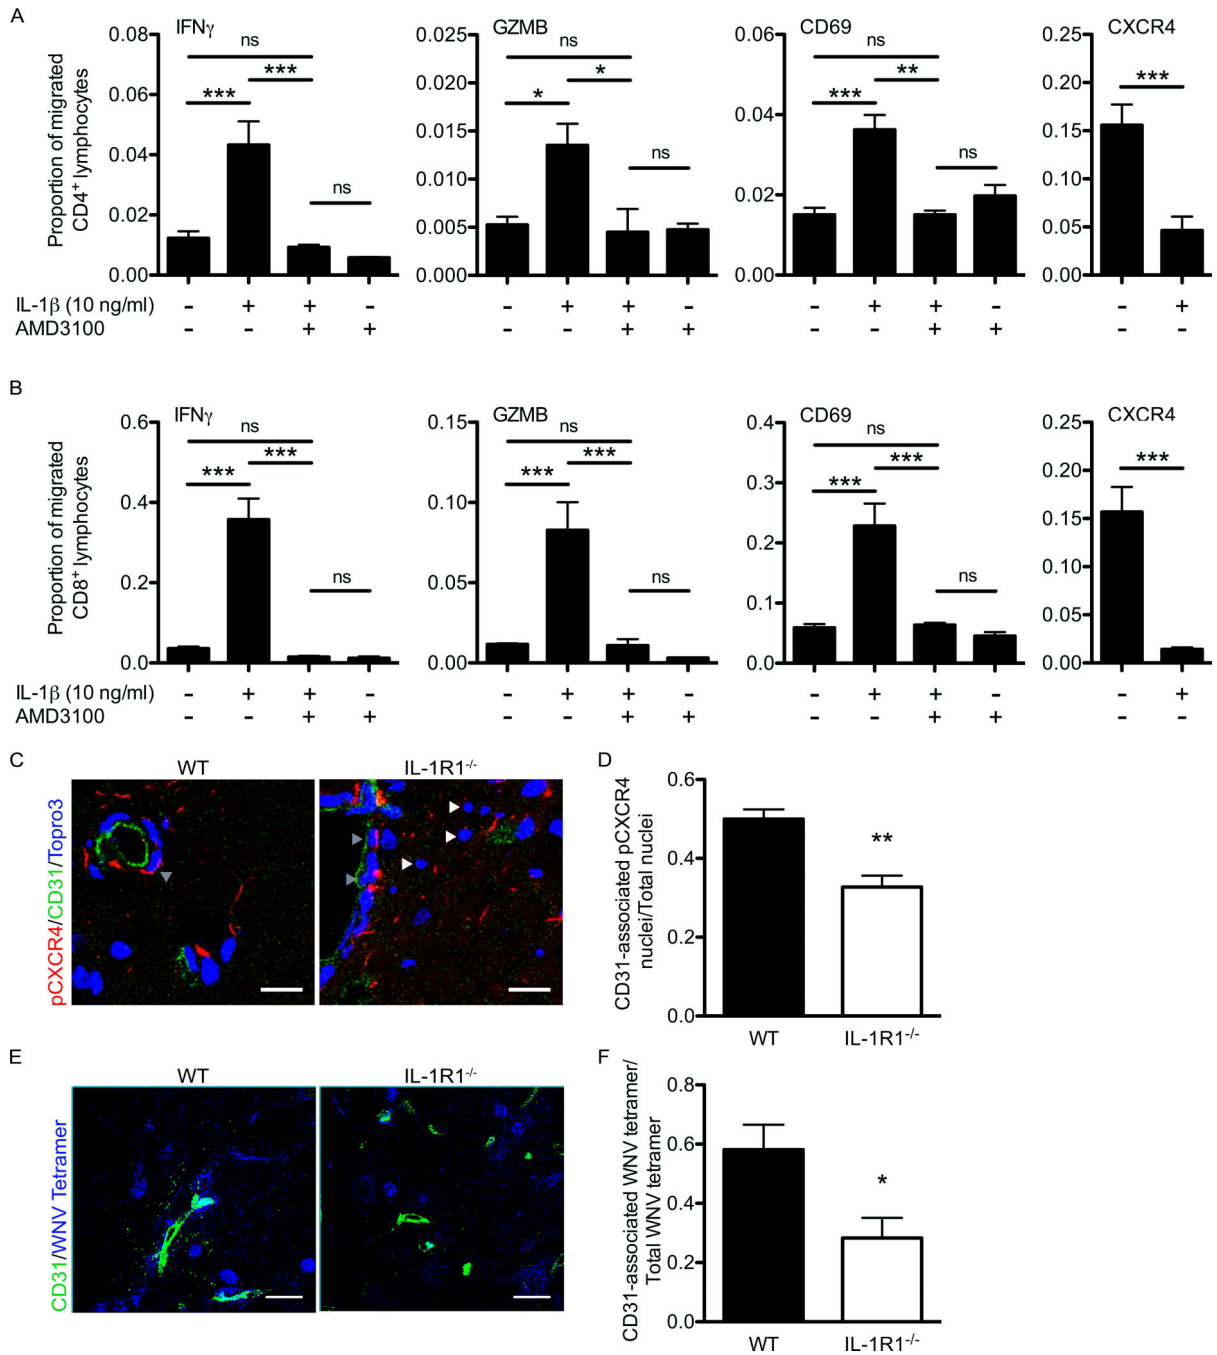 A
IFNγ
GZMB
CD69
CXCR4
Proportion of migrated
CD4+ lymphocytes
0.08
0.06
0.04
0.02
0.00
ns
***
***
ns
0.025
0.020
0.015
0.010
0.005
0.000
ns
*
*
ns
0.06
0.04
0.02
0.00
ns
**
***
ns
0.25
0.20
0.15
0.10
0.05
0.00
***
IL-1β (10 ng/ml) - + + - - + + - - + + - - +
AMD3100 - - + + - - + + - - + + - -
B
IFNγ
GZMB
CD69
CXCR4
Proportion of migrated
CD8+ lymphocytes
0.6
0.4
0.2
0.0
ns
***
***
ns
0.15
0.10
0.05
0.00
ns
***
***
ns
0.4
0.3
0.2
0.1
0.0
ns
***
***
ns
0.25
0.20
0.15
0.10
0.05
0.00
***
IL-1β (10 ng/ml) - + + - - + + - - + + - - +
AMD3100 - - + + - - + + - - + + - -
C
WT
IL-1R1-/-
pCXCR4/CD31/Topro3
D
CD31-associated pCXCR4
nuclei/Total nuclei
0.6
0.4
0.2
0.0
**
WT
IL-1R1-/-
E
WT
IL-1R1-/-
CD31/WNV Tetramer
F
CD31-associated WNV tetramer/
Total WNV tetramer
0.8
0.6
0.4
0.2
0.0
*
WT
IL-1R1-/-